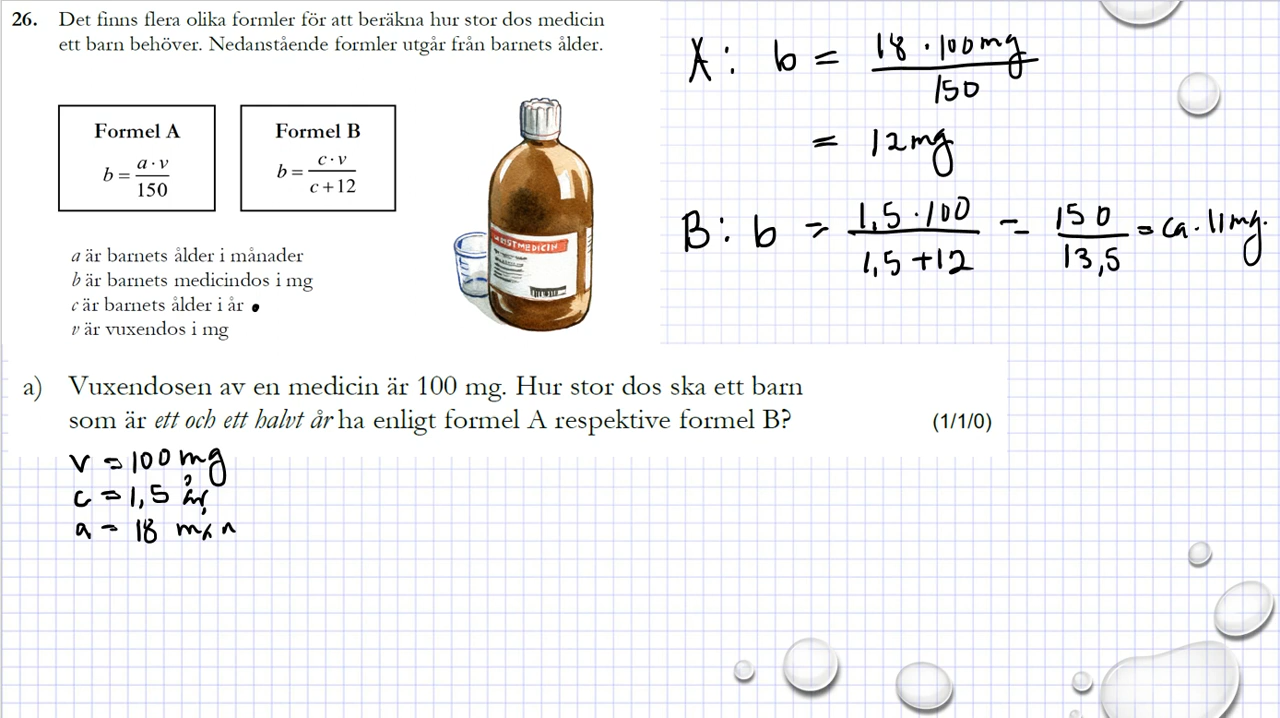 26. Det finns flera olika formler för att beräkna hur stor dos medicin
ett barn behöver. Nedanstående formler utgår från barnets ålder.
Formel A
b = a · v / 150
Formel B
b = c · v / c + 12
MEDICIN
a är barnets ålder i månader
b är barnets medicindos i mg
c är barnets ålder i år
v är vuxendos i mg
a) Vuxendosen av en medicin är 100 mg. Hur stor dos ska ett barn
som är ett och ett halvt år ha enligt formel A respektive formel B? (1/1/0)
v = 100 mg
c = 1,5 år
a = 18 mån
A: b = 18 · 100 mg / 150
= 12 mg
B: b = 1,5 · 100 / 1,5 + 12 = 150 / 13,5 = ca. 11 mg.